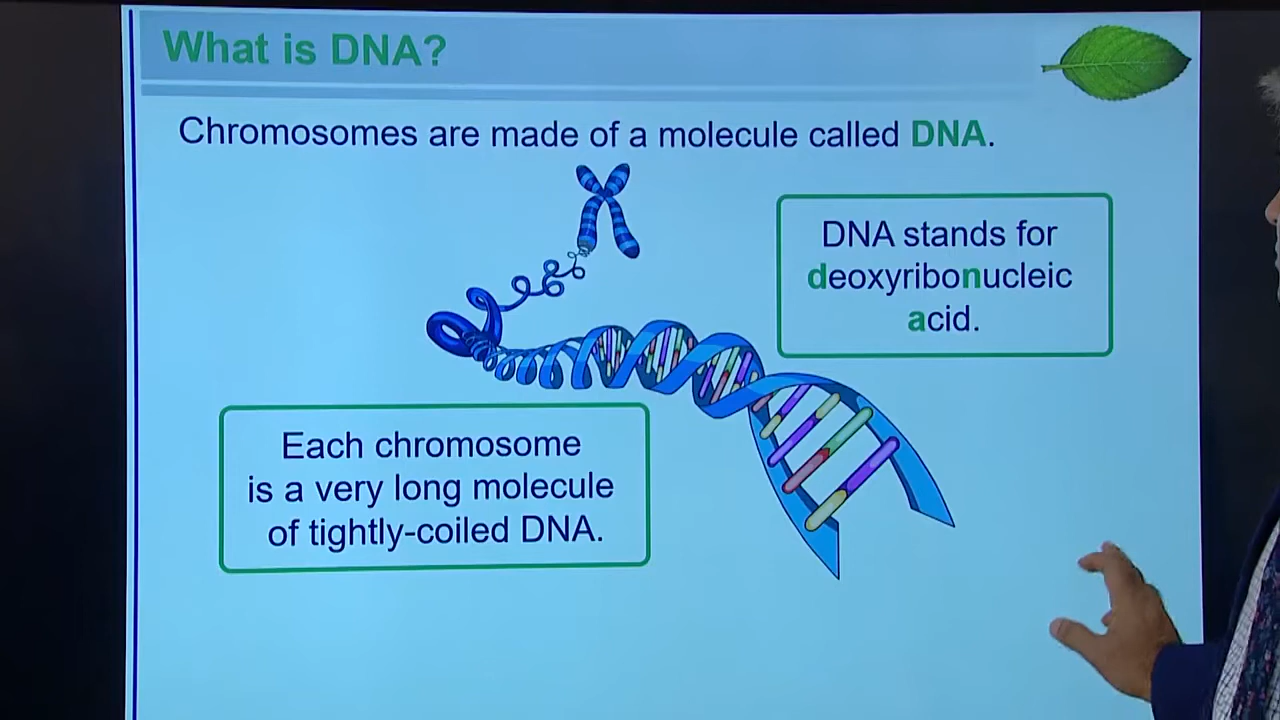 What is DNA?
Chromosomes are made of a molecule called DNA.
DNA stands for
deoxyribonucleic
acid.
Each chromosome
is a very long molecule
of tightly-coiled DNA.